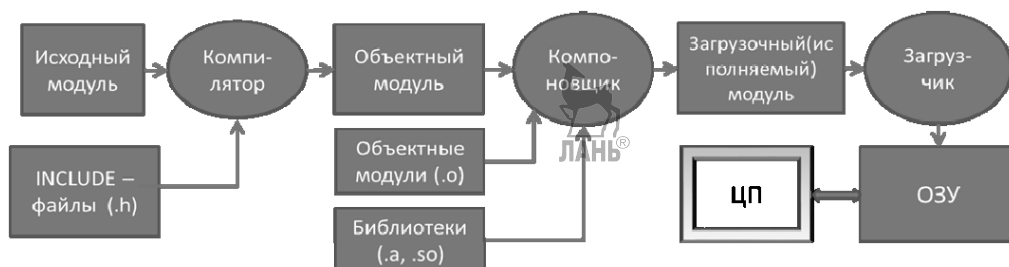 Исходный
модуль
Компи-
лятор
Объектный
модуль
Компо-
новщик
Загрузочный(ис
полняемый)
модуль
Загруз-
чик
INCLUDE –
файлы (.h)
Объектные
модули (.o)
Библиотеки
(.a, .so)
ЛАНЬ®
ЦП
ОЗУ